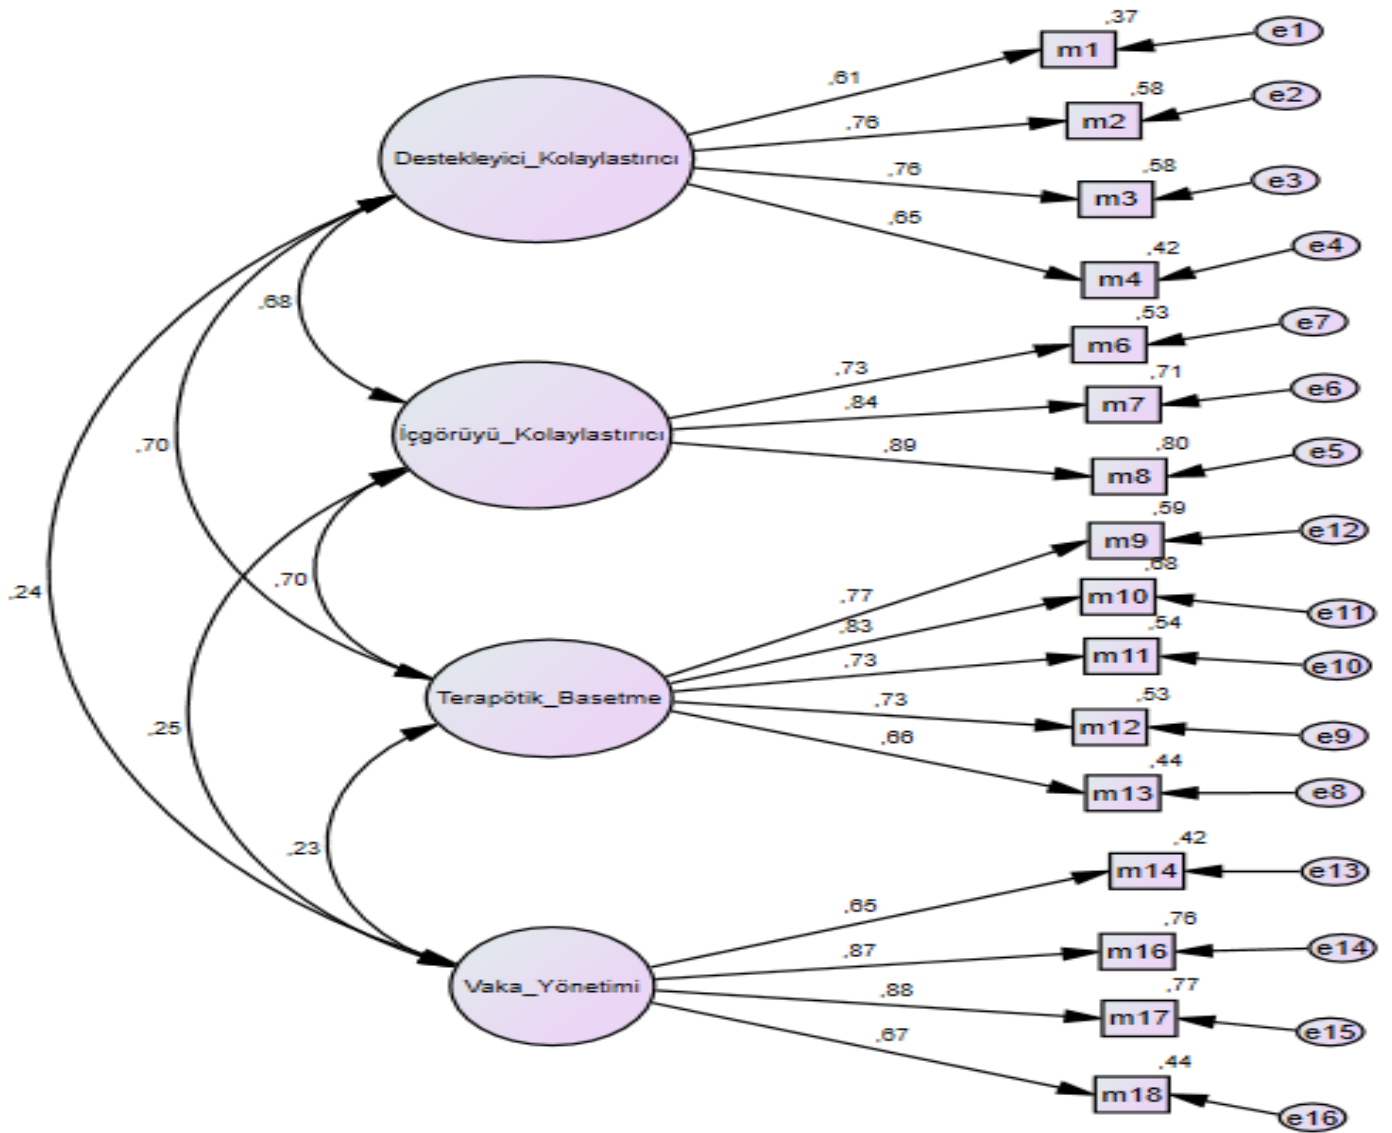 ,37
e1
m1
,61
,58
e2
m2
,76
Destekleyici_Kolaylastırıcı
,58
e3
m3
,76
,65
,42
e4
m4
,68
,53
e7
m6
,73
,71
e6
m7
,84
İçgörüyü_Kolaylastırıcı
,89
,80
e5
m8
,70
,59
e12
m9
,68
,77
m10
e11
,83
,54
m11
e10
,73
,70
,24
Terapötik_Basetme
,73
,53
m12
e9
,66
,44
m13
e8
,25
,23
,42
m14
e13
,65
,76
m16
e14
,87
Vaka_Yönetimi
,88
,77
m17
e15
,67
,44
m18
e16